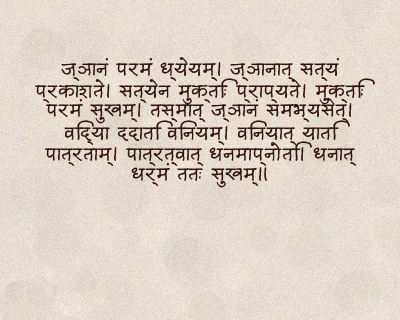 ज्ञानं परमं ध्येयम्। ज्ञानात् सत्यं
प्रकाशते। सत्येन मुक्ति प्राप्यते। मुक्ति
परमं सुखम्। तस्मात् ज्ञानं समभ्यसेत्।
विद्या ददाति विनयम्। विनयात् याति
पात्रताम्। पात्रत्वात् धनमाप्नोति। धनात्
धर्मं ततः सुखम्॥